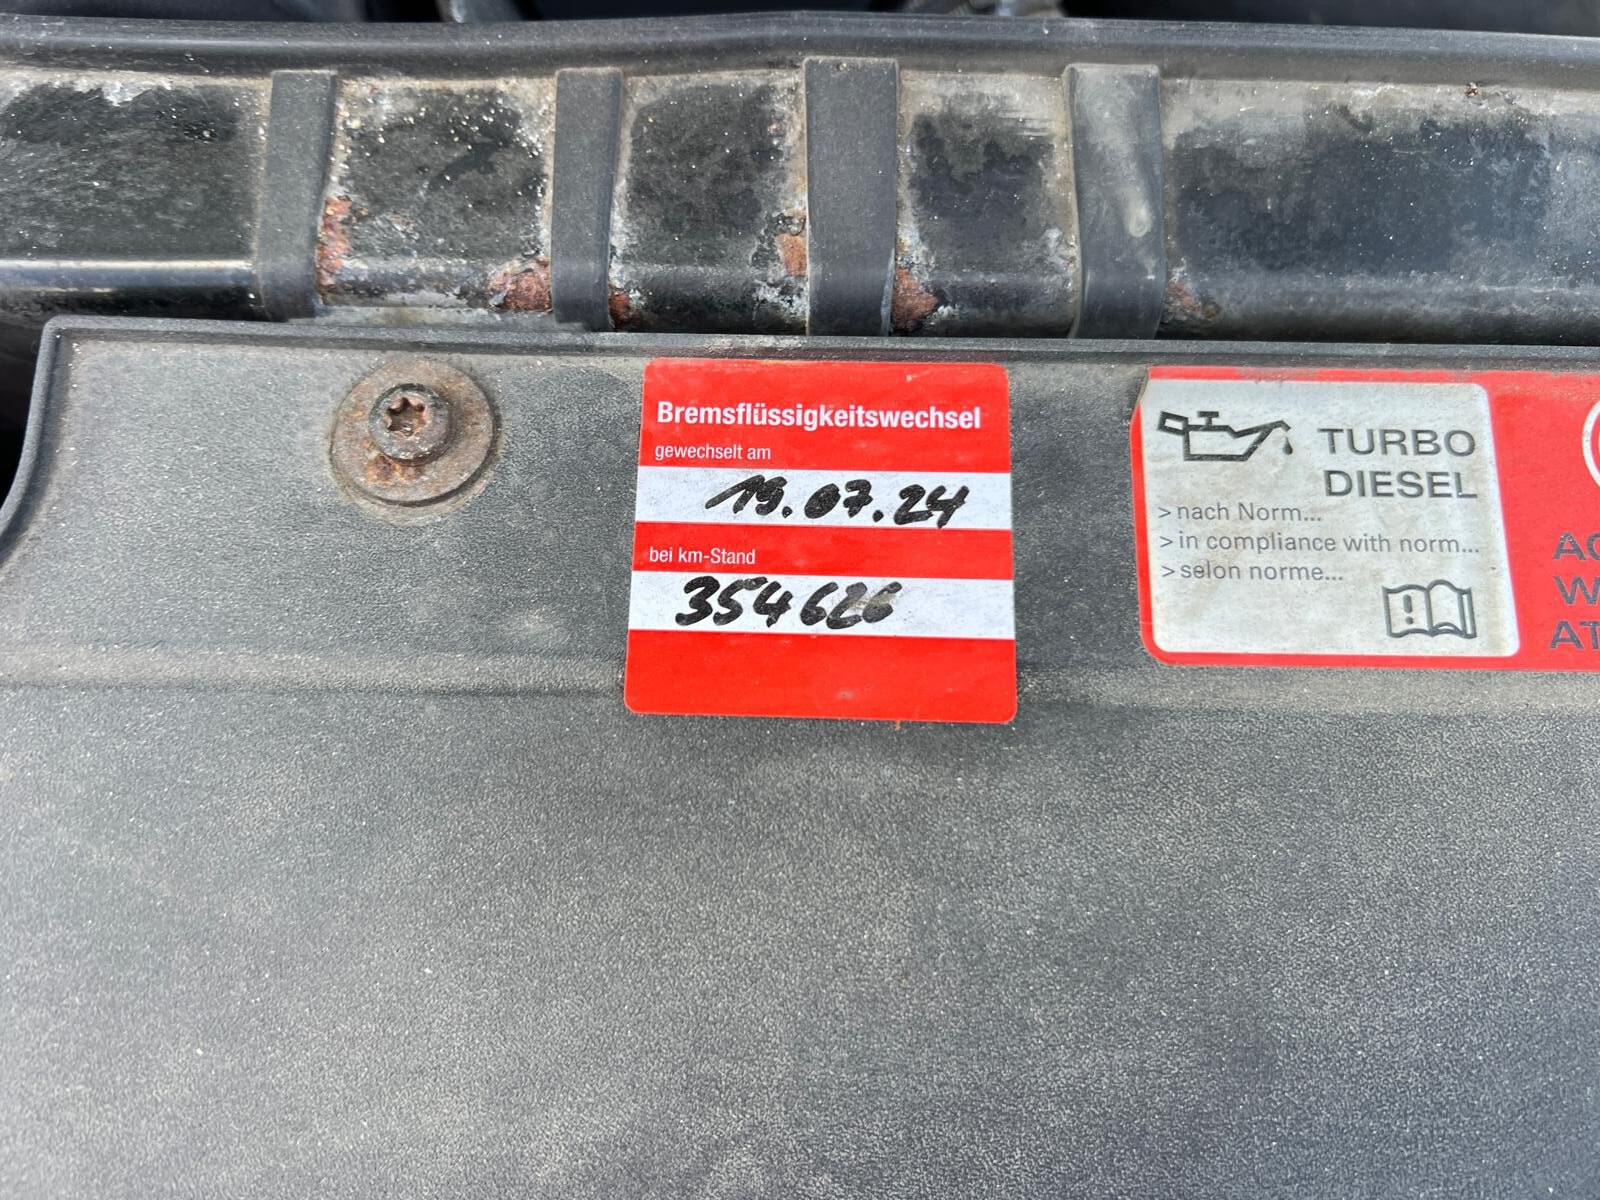 Bremsflüssigkeitswechsel
gewechselt am
19.07.24
bei km-Stand
354626
TURBO
DIESEL
> nach Norm...
> in compliance with norm...
> selon norme...